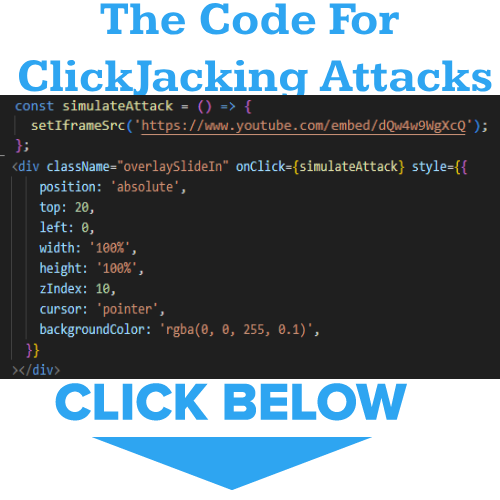 The Code For
ClickJacking Attacks
const simulateAttack = () => {
setIframeSrc('https://www.youtube.com/embed/dQw4w9WgXcQ');
};
<div className="overlaySlideIn" onClick={simulateAttack} style={{
position: 'absolute',
top: 20,
left: 0,
width: '100%',
height: '100%',
zIndex: 10,
cursor: 'pointer',
backgroundColor: 'rgba(0, 0, 255, 0.1)',
}}
></div>
CLICK BELOW